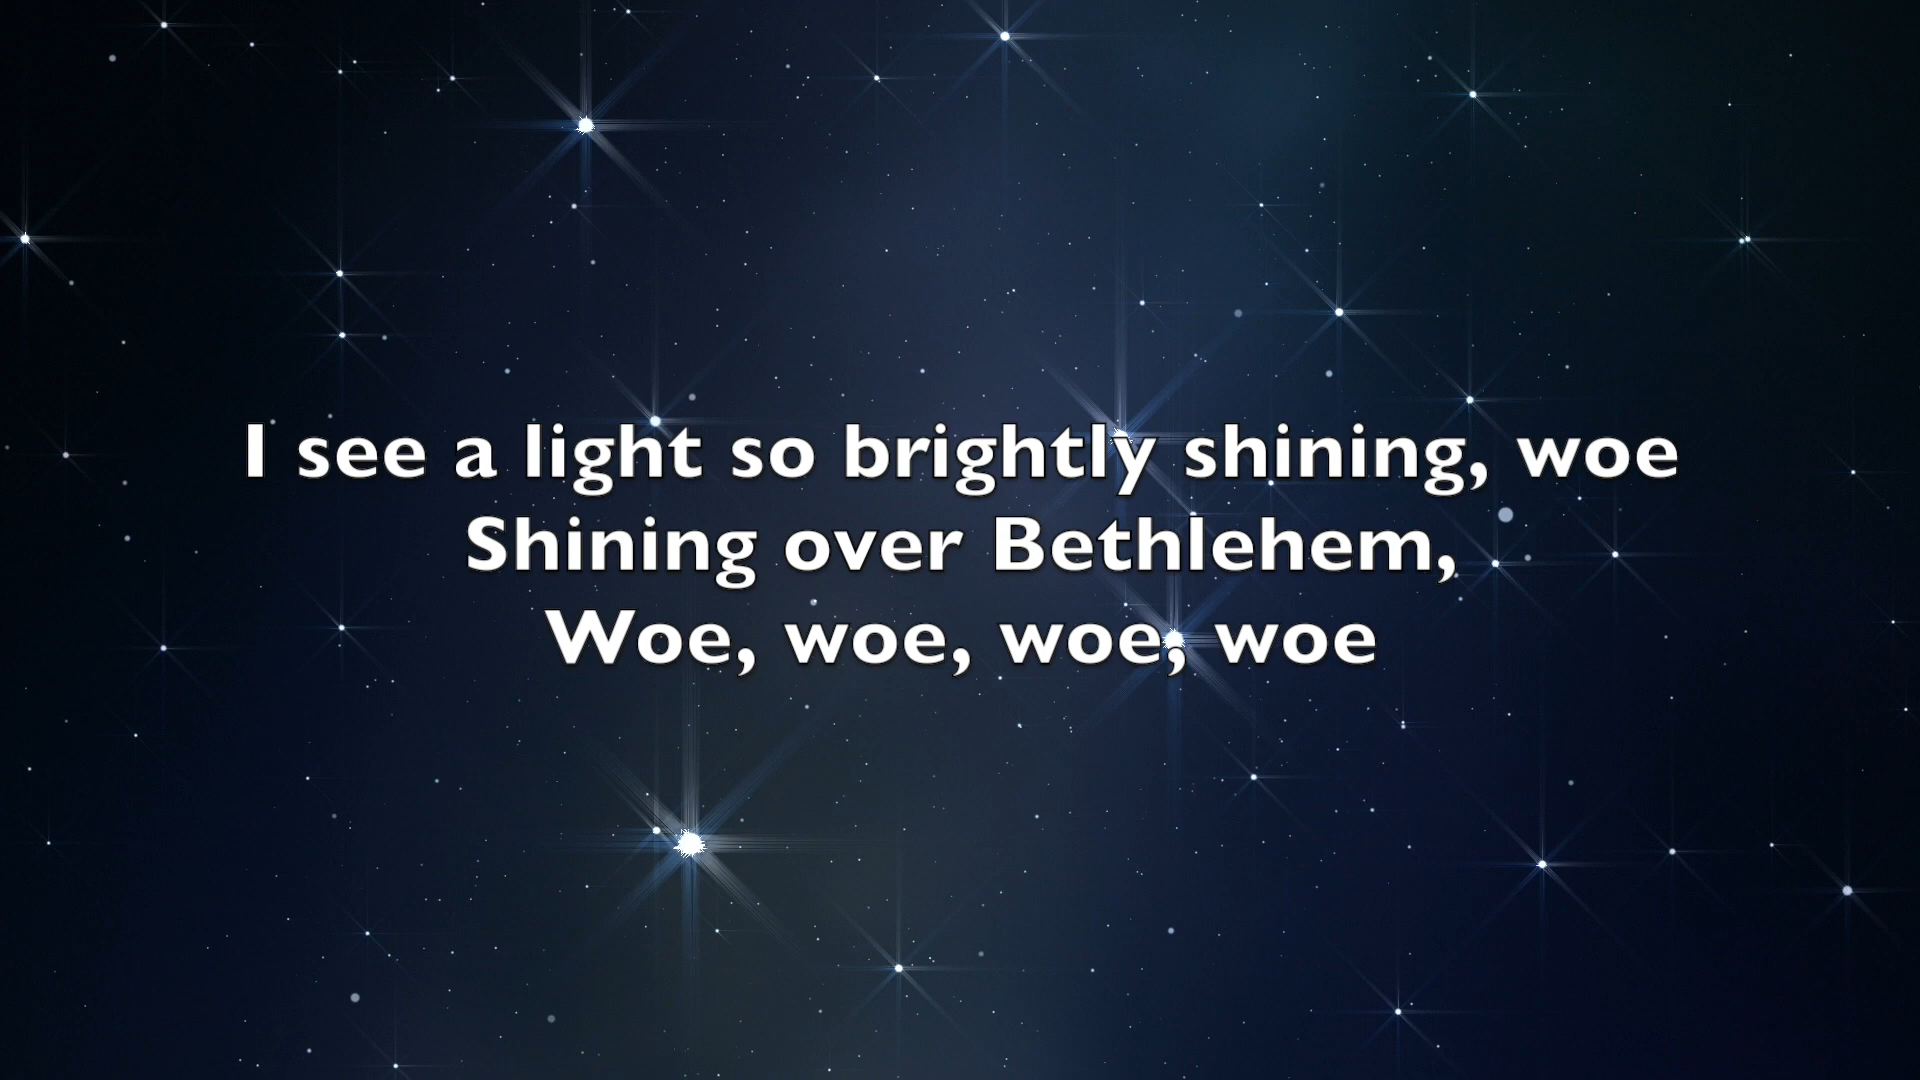 I see a light so brightly shining, woe
Shining over Bethlehem,
Woe, woe, woe, woe